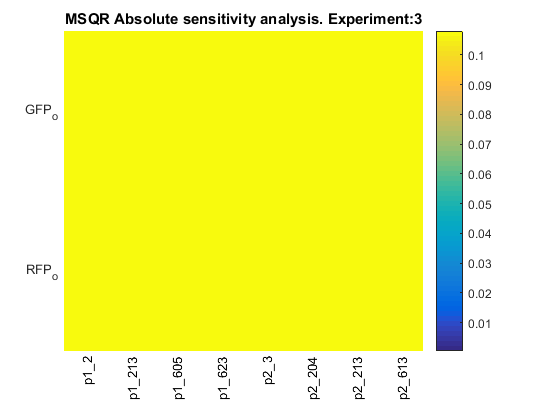 MSQR Absolute sensitivity analysis. Experiment:3
GFPo
RFPo
0.1
0.09
0.08
0.07
0.06
0.05
0.04
0.03
0.02
0.01
p1_2
p1_213
p1_605
p1_623
p2_3
p2_204
p2_213
p2_613